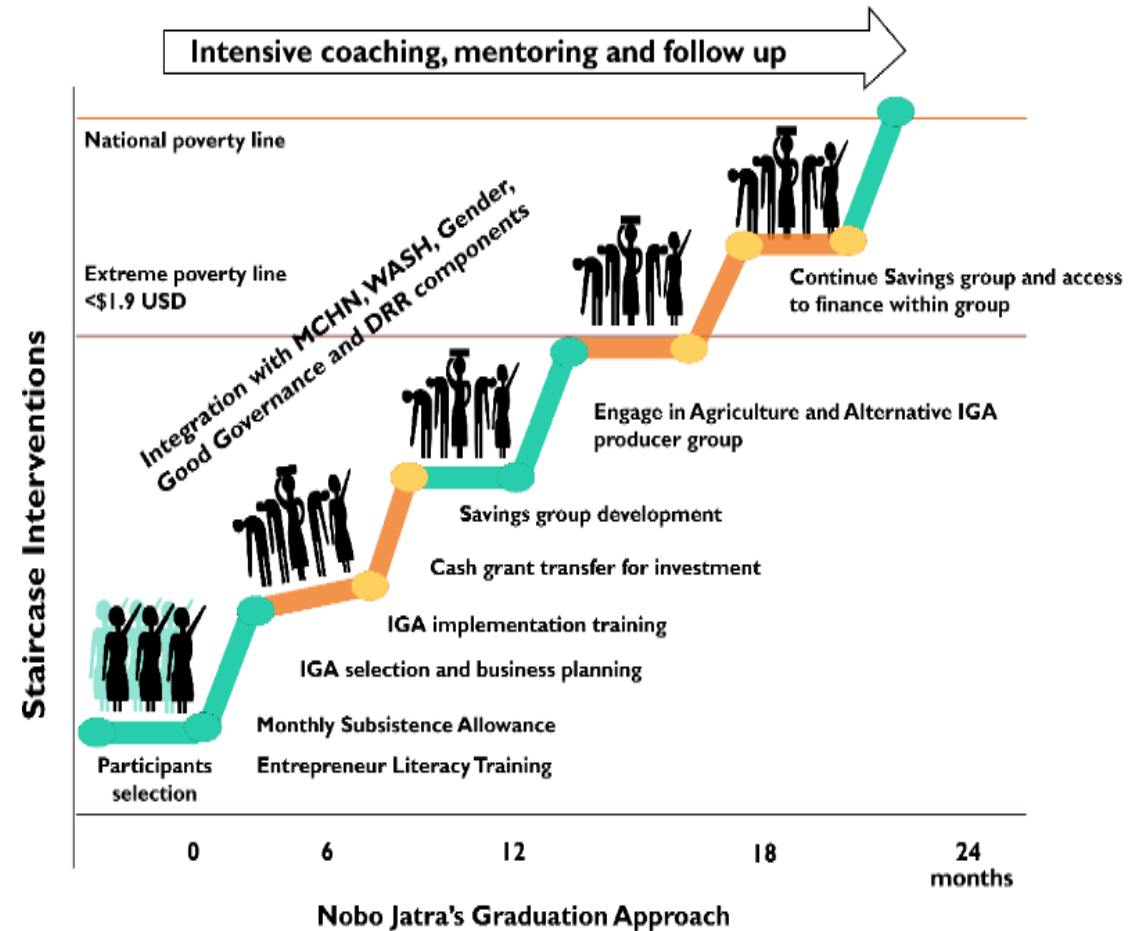 Intensive coaching, mentoring and follow up
National poverty line
Integration with MCHN, WASH, Gender,
Good Governance and DRR components
Extreme poverty line
<$1.9 USD
Continue Savings group and access
to finance within group
Engage in Agriculture and Alternative IGA
producer group
Savings group development
Cash grant transfer for investment
IGA implementation training
IGA selection and business planning
Monthly Subsistence Allowance
Entrepreneur Literacy Training
Participants
selection
Staircase Interventions
0 6 12 18 24
months
Nobo Jatra's Graduation Approach